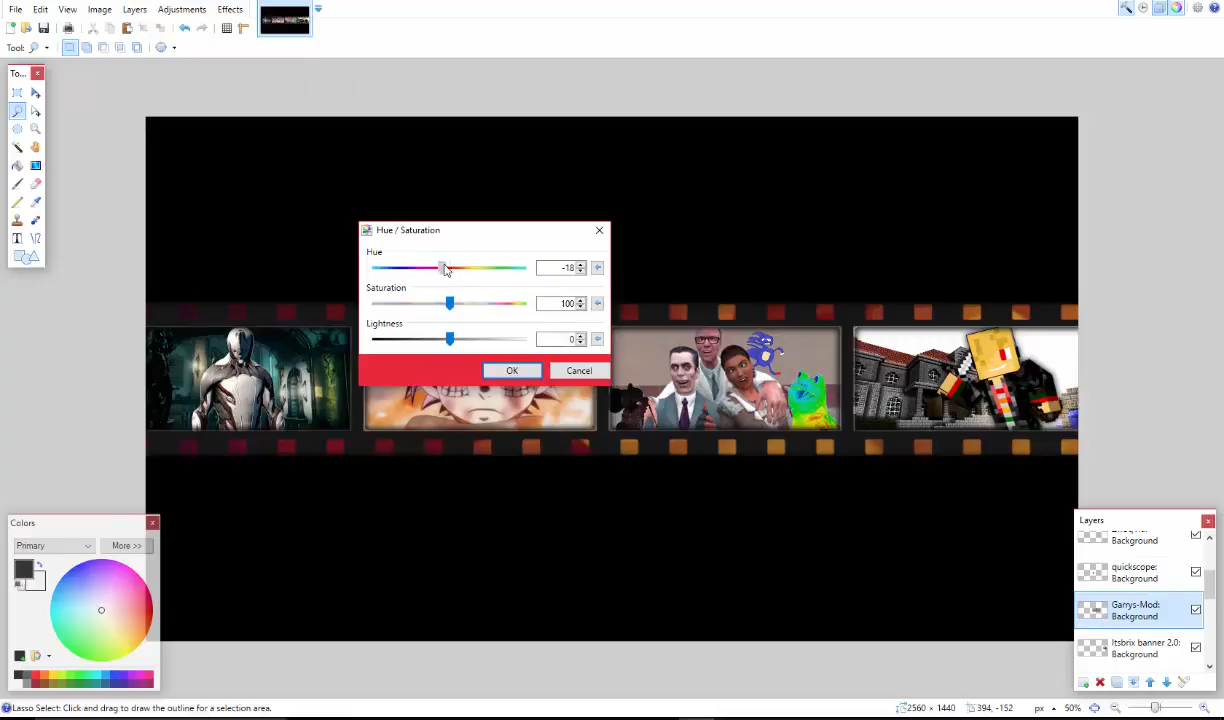 File Edit View Image Layers Adjustments Effects
Tool:
To...
Hue / Saturation
Hue
-18
Saturation
100
Lightness
0
OK Cancel
Colors
Primary More >>
Layers
Background
quickscope:
Background
Garrys-Mod:
Background
Itsbrix banner 2.0:
Background
Lasso Select: Click and drag to draw the outline for a selection area.
2560 × 1440 394, -152 px 50%